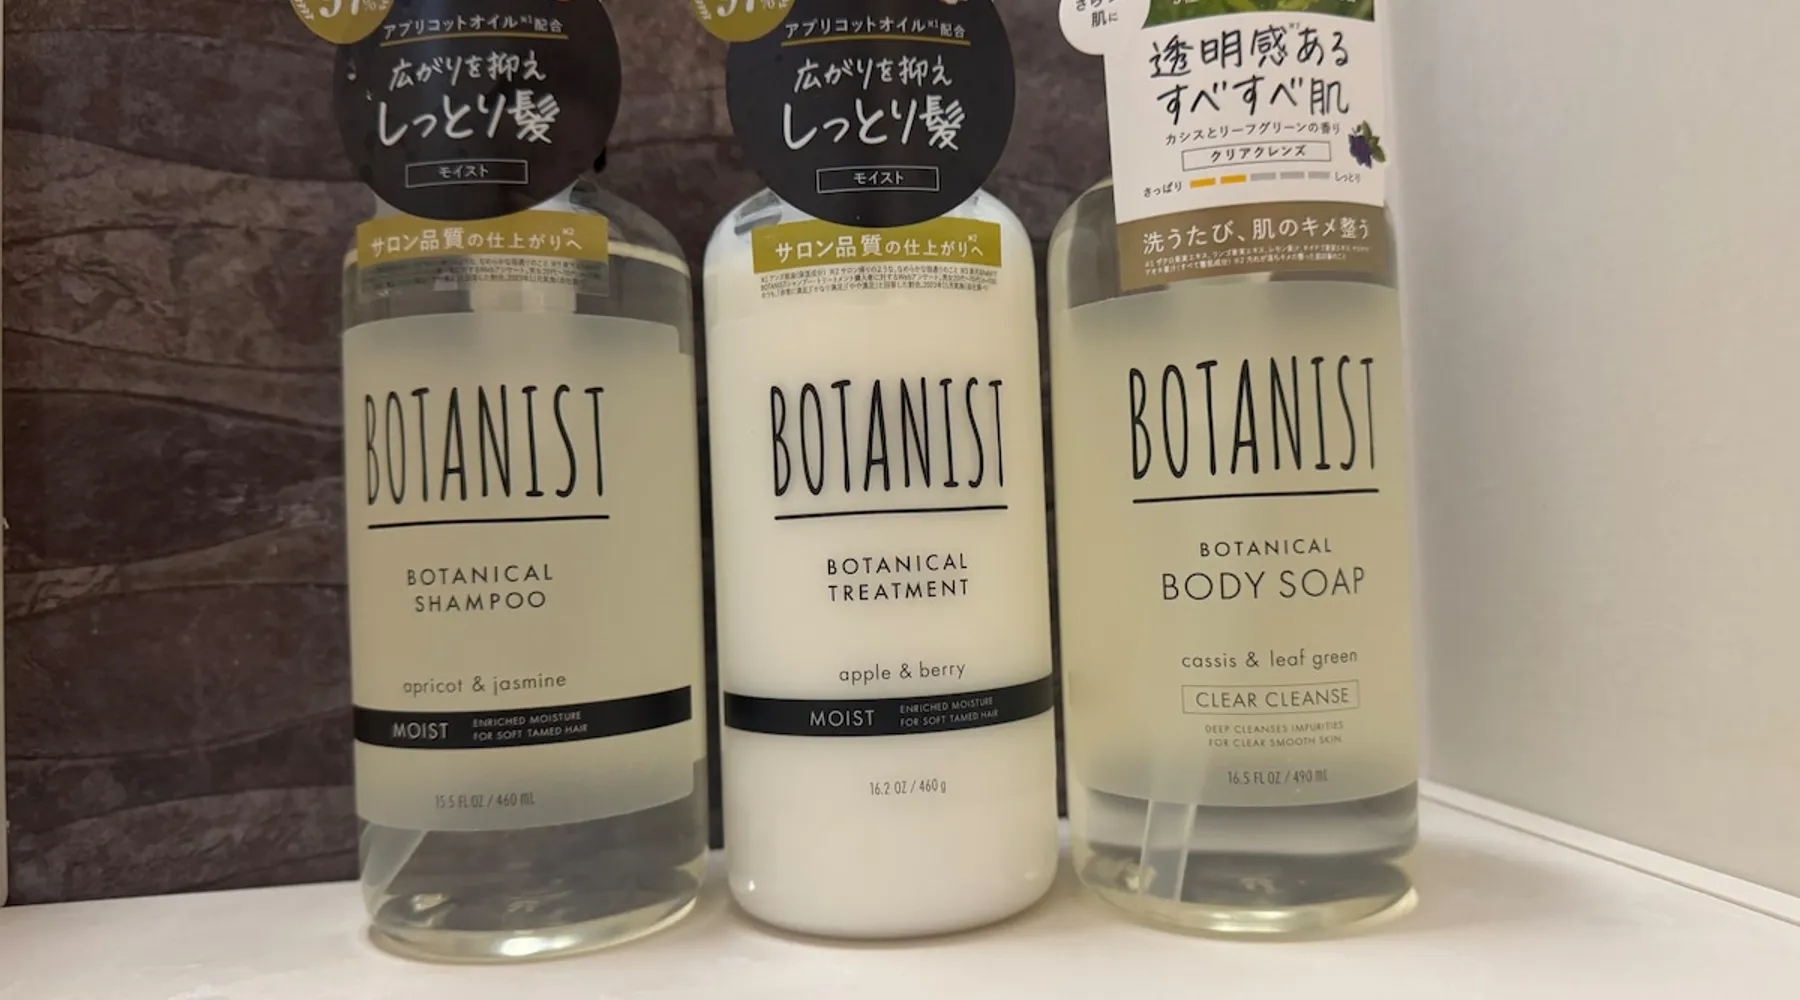 アプリコットオイル※1配合
広がりを抑え
しっとり髪
モイスト
サロン品質の仕上がりへ※2
BOTANIST
BOTANICAL
SHAMPOO
apricot & jasmine
MOIST
ENRICHED MOISTURE
FOR SOFT TAMED HAIR
15.5 FL OZ / 460 mL
アプリコットオイル※1配合
広がりを抑え
しっとり髪
モイスト
サロン品質の仕上がりへ※2
BOTANIST
BOTANICAL
TREATMENT
apple & berry
MOIST
ENRICHED MOISTURE
FOR SOFT TAMED HAIR
16.2 OZ / 460 g
肌に
透明感※1ある
すべすべ肌
カシスとリーフグリーンの香り
クリアクレンズ
さっぱり しっとり
洗うたび、肌のキメ整う
BOTANIST
BOTANICAL
BODY SOAP
cassis & leaf green
CLEAR CLEANSE
DEEP CLEANSES IMPURITIES
FOR CLEAR SMOOTH SKIN
16.5 FL OZ / 490 mL